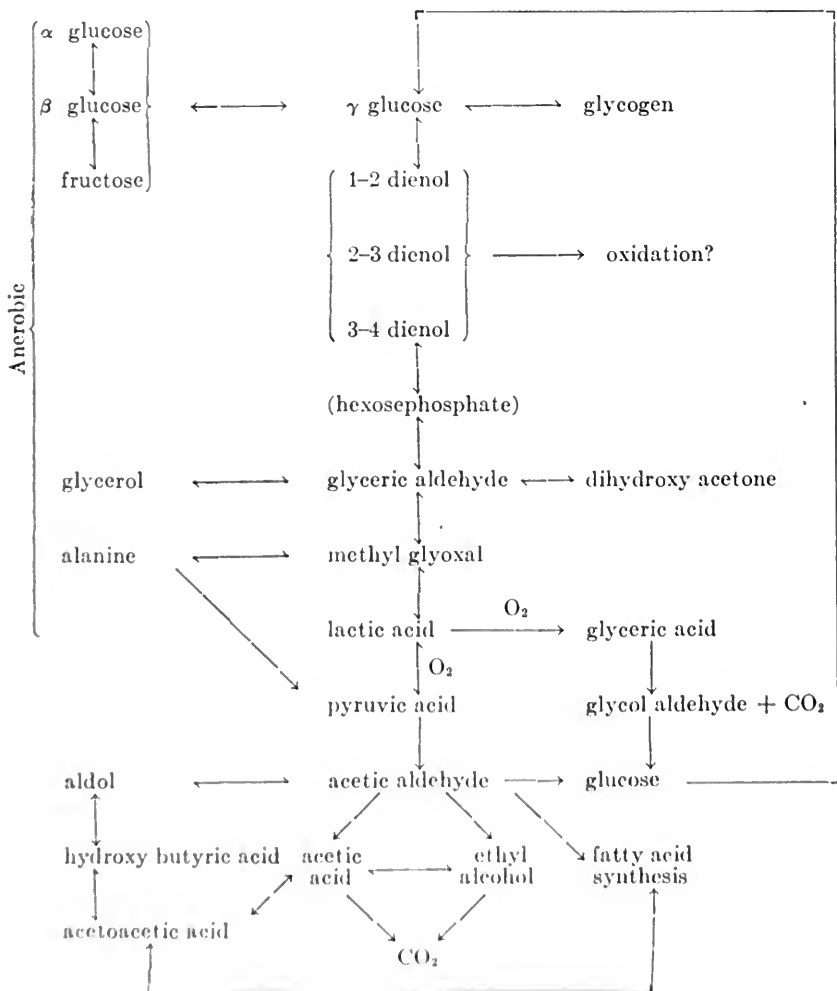 α glucose
β glucose γ glucose glycogen
fructose 1–2 dienol
2–3 dienol oxidation?
3–4 dienol
Anerobic
(hexosephosphate)
glycerol glyceric aldehyde dihydroxy acetone
alanine methyl glyoxal
O₂
lactic acid glyceric acid
O₂
pyruvic acid glycol aldehyde + CO₂
aldol acetic aldehyde glucose
hydroxy butyric acid acetic ethyl fatty acid
acid alcohol synthesis
acetoacetic acid
CO₂